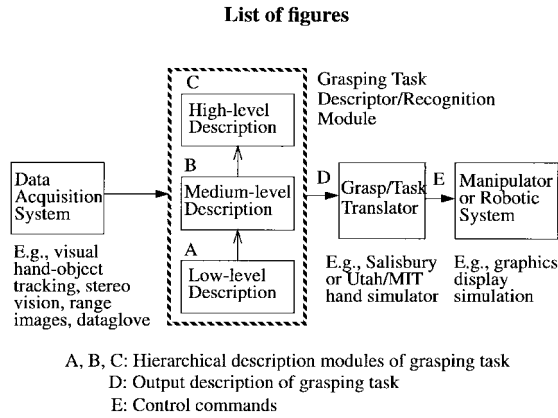 List of figures
C
High-level
Description
B
Medium-level
Description
A
Low-level
Description
Grasping Task
Descriptor/Recognition
Module
Data
Acquisition
System
E.g., visual
hand-object
tracking, stereo
vision, range
images, dataglove
D
Grasp/Task
Translator
E.g., Salisbury
or Utah/MIT
hand simulator
E
Manipulator
or Robotic
System
E.g., graphics
display
simulation
A, B, C: Hierarchical description modules of grasping task
D: Output description of grasping task
E: Control commands